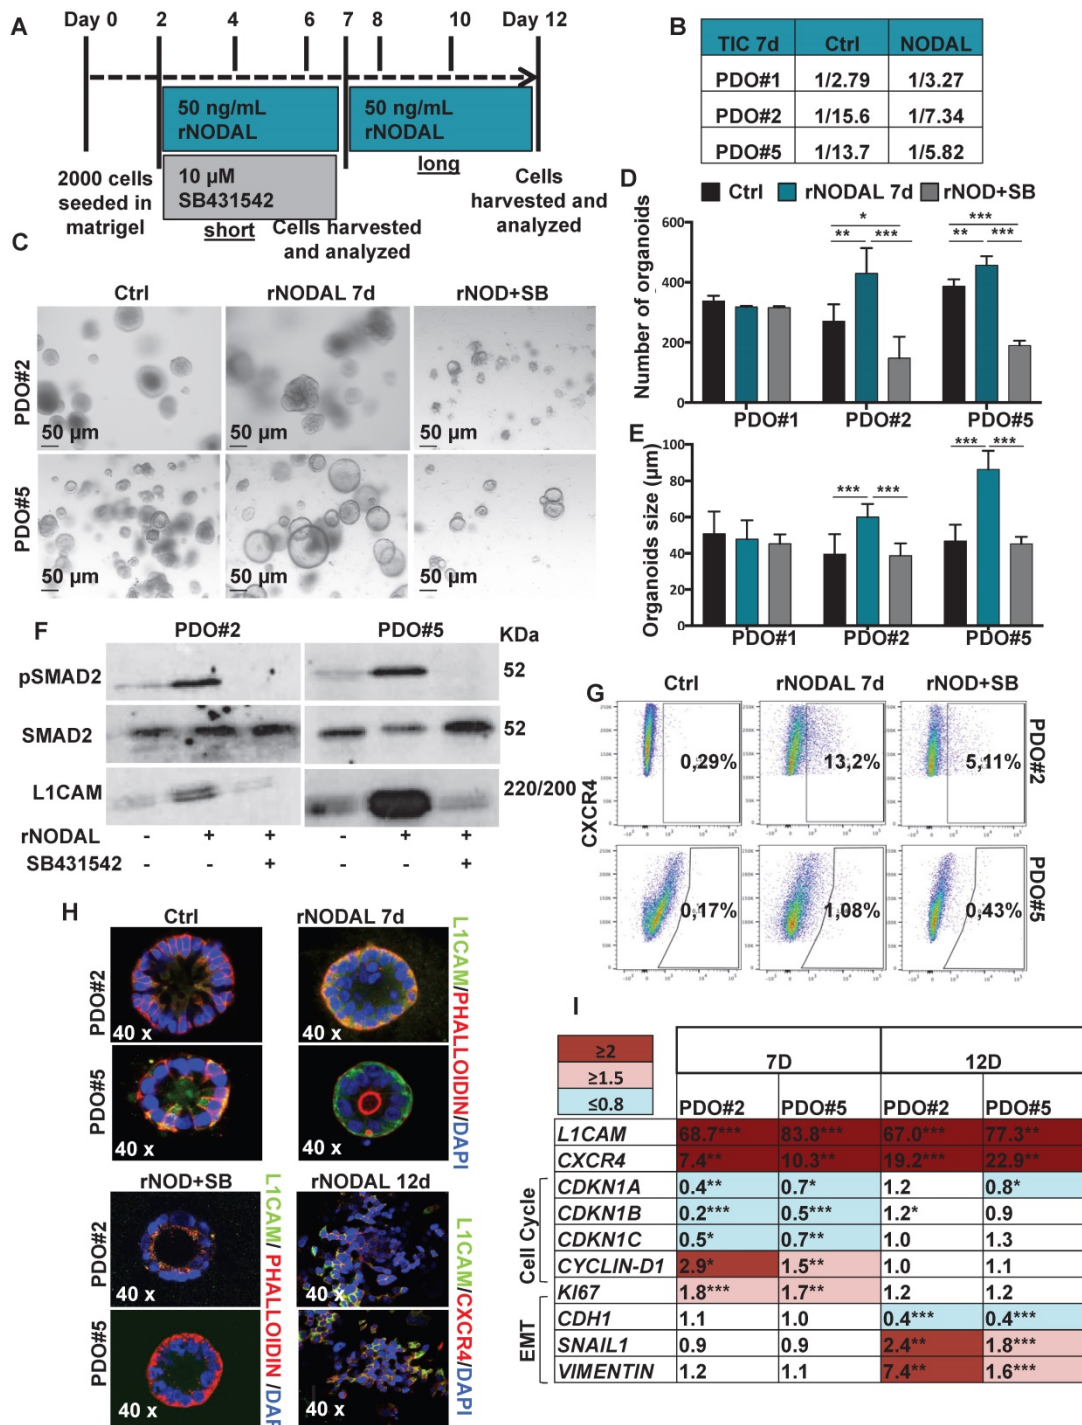 A
Day 0 2 4 6 7 8 10 Day 12
50 ng/mL
rNODAL
50 ng/mL
rNODAL
10 µM
SB431542
long
short
2000 cells
seeded in
matrigel
Cells harvested
and analyzed
Cells
harvested and
analyzed
B
TIC 7d Ctrl NODAL
PDO#1 1/2.79 1/3.27
PDO#2 1/15.6 1/7.34
PDO#5 1/13.7 1/5.82
C
Ctrl rNODAL 7d rNOD+SB
PDO#2
50 µm 50 µm 50 µm
PDO#5
50 µm 50 µm 50 µm
D
Ctrl rNODAL 7d rNOD+SB
Number of organoids
600
400
200
0
* ** ***
*** ** ***
PDO#1 PDO#2 PDO#5
E
Organoids size (µm)
100
80
60
40
20
0
*** ***
*** ***
PDO#1 PDO#2 PDO#5
F
PDO#2 PDO#5 KDa
pSMAD2 52
SMAD2 52
L1CAM 220/200
rNODAL - + + - + +
SB431542 - - + - - +
G
Ctrl rNODAL 7d rNOD+SB
CXCR4
0,29% 13,2% 5,11%
PDO#2
0,17% 1,08% 0,43%
PDO#5
H
Ctrl rNODAL 7d
PDO#2
40 x 40 x
PDO#5
40 x 40 x
L1CAM/PHALLOIDIN/DAPI
rNOD+SB rNODAL 12d
PDO#2
40 x 40 x
PDO#5
40 x 40 x
L1CAM/ PHALLOIDIN /DAPI
L1CAM/CXCR4/DAPI
I
≥2
≥1.5
≤0.8
7D 12D
PDO#2 PDO#5 PDO#2 PDO#5
L1CAM 68.7*** 83.8*** 67.0*** 77.3**
CXCR4 7.4** 10.3** 19.2*** 22.9**
Cell Cycle
CDKN1A 0.4** 0.7* 1.2 0.8*
CDKN1B 0.2*** 0.5*** 1.2* 0.9
CDKN1C 0.5* 0.7** 1.0 1.3
CYCLIN-D1 2.9* 1.5** 1.0 1.1
KI67 1.8*** 1.7** 1.2 1.2
EMT
CDH1 1.1 1.0 0.4*** 0.4***
SNAIL1 0.9 0.9 2.4** 1.8***
VIMENTIN 1.2 1.1 7.4** 1.6***